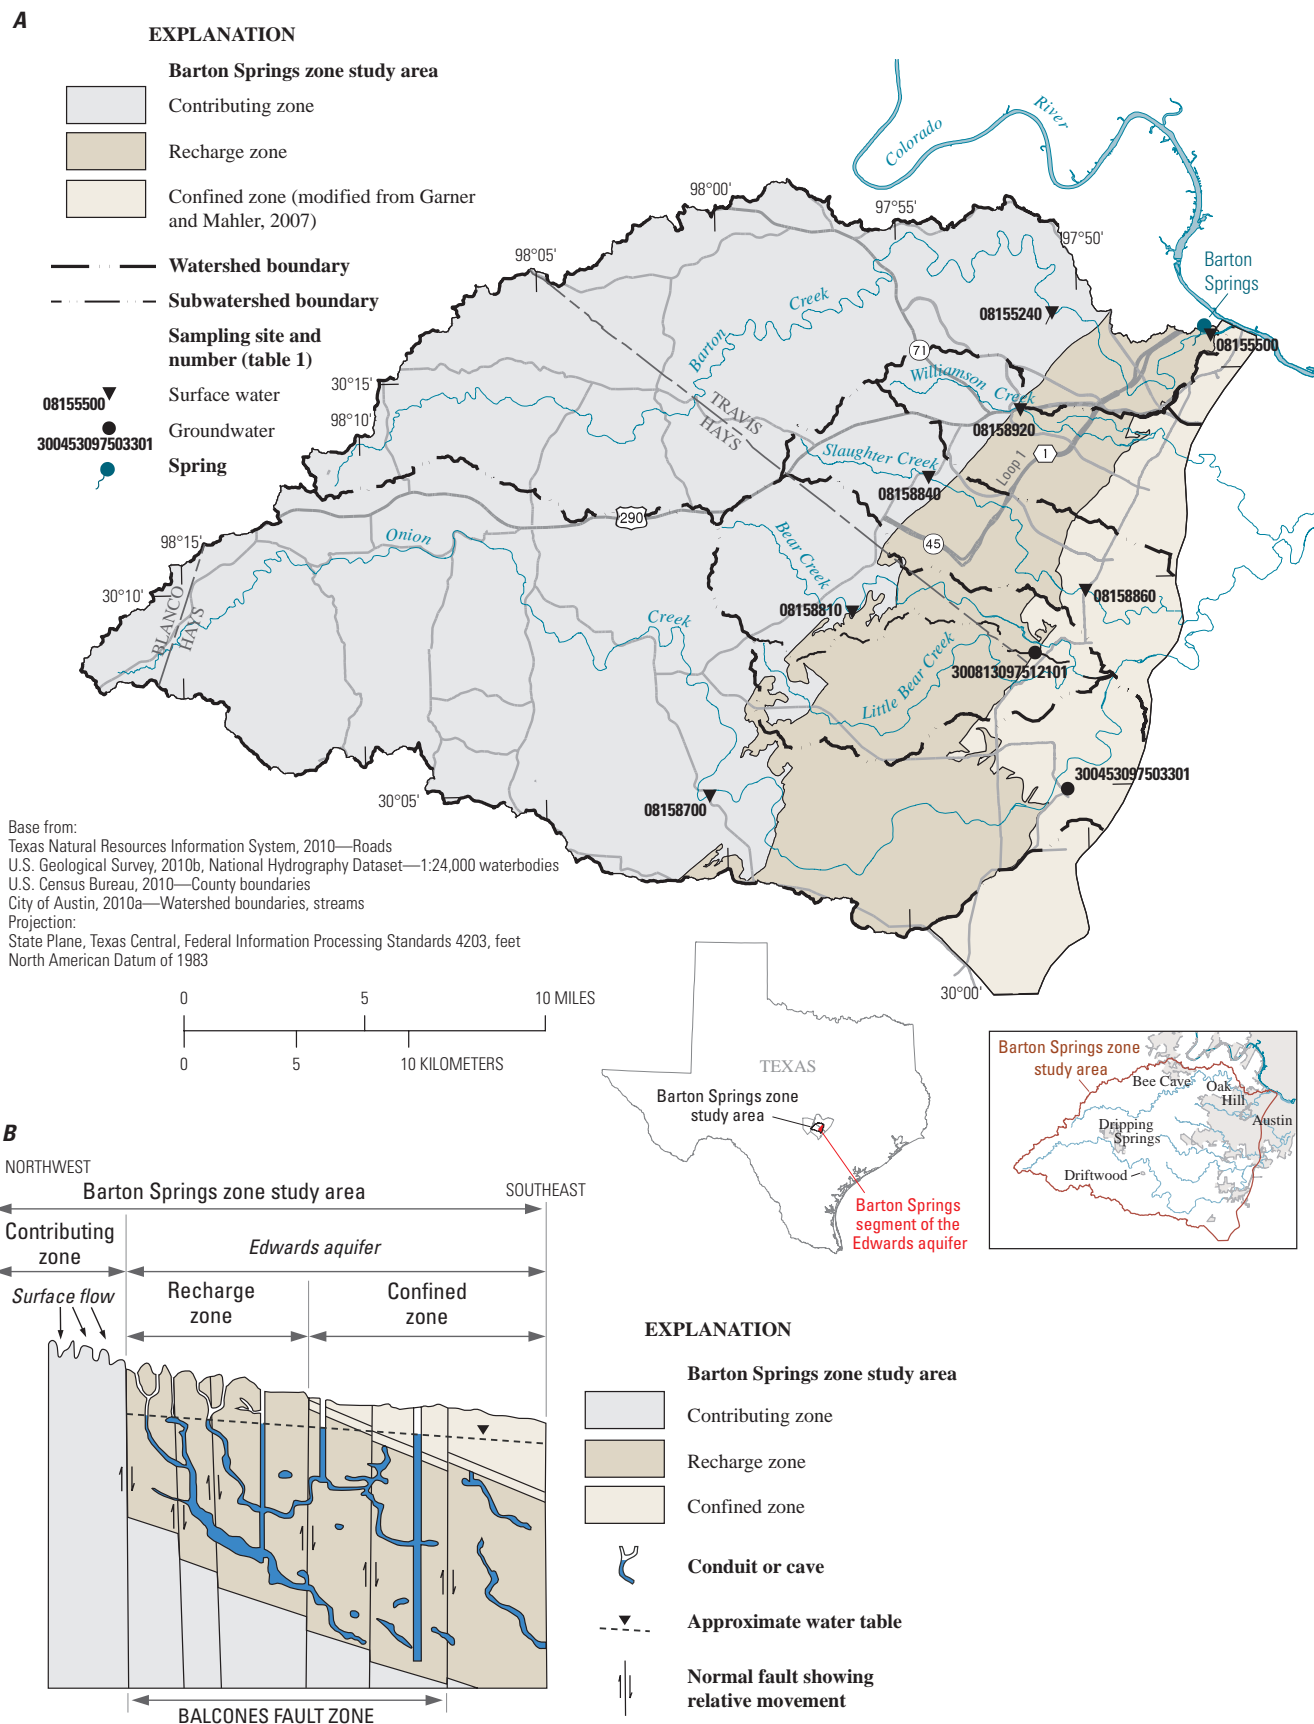 A
EXPLANATION
Barton Springs zone study area
Contributing zone
Recharge zone
Confined zone (modified from Garner
and Mahler, 2007)
Watershed boundary
Subwatershed boundary
Sampling site and
number (table 1)
08155500
Surface water
Groundwater
300453097503301
Spring
Colorado
River
98°00'
97°55'
97°50'
98°05'
Barton
Springs
08155240
08155500
Barton
Creek
71
Williamson
Creek
30°15'
98°10'
TRAVIS
HAYS
08158920
Slaughter Creek
08158840
Loop 1
1
290
45
Onion
Creek
Bear Creek
98°15'
30°10'
BLANCO
HAYS
08158810
08158860
300813097512101
Little Bear Creek
300453097503301
08158700
30°05'
30°00'
Base from:
Texas Natural Resources Information System, 2010—Roads
U.S. Geological Survey, 2010b, National Hydrography Dataset—1:24,000 waterbodies
U.S. Census Bureau, 2010—County boundaries
City of Austin, 2010a—Watershed boundaries, streams
Projection:
State Plane, Texas Central, Federal Information Processing Standards 4203, feet
North American Datum of 1983
0 5 10 MILES
0 5 10 KILOMETERS
TEXAS
Barton Springs zone
study area
Barton Springs
segment of the
Edwards aquifer
Barton Springs zone
study area
Bee Cave
Oak
Hill
Austin
Dripping
Springs
Driftwood
B
NORTHWEST
SOUTHEAST
Barton Springs zone study area
Contributing
zone
Edwards aquifer
Surface flow
Recharge
zone
Confined
zone
BALCONES FAULT ZONE
EXPLANATION
Barton Springs zone study area
Contributing zone
Recharge zone
Confined zone
Conduit or cave
Approximate water table
Normal fault showing
relative movement